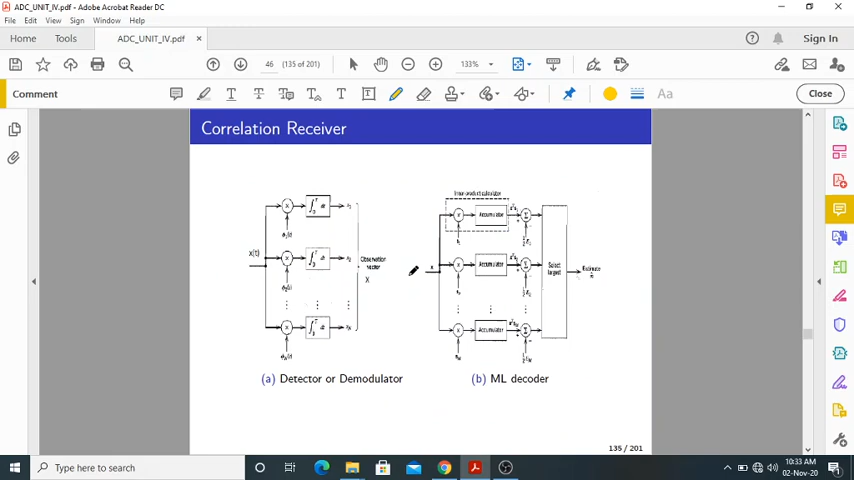 ADC_UNIT_IV.pdf - Adobe Acrobat Reader DC
File Edit View Sign Window Help
Home Tools ADC_UNIT_IV.pdf × Sign In
46 (135 of 201) 133%
Comment Aa Close
Correlation Receiver
Inner-product calculator
x Accumulator Σ
x(t)
Observation
vector
X
x Accumulator Σ
Select
largest
Estimate
x Accumulator Σ
(a) Detector or Demodulator
(b) ML decoder
135 / 201
Type here to search
10:33 AM
02-Nov-20